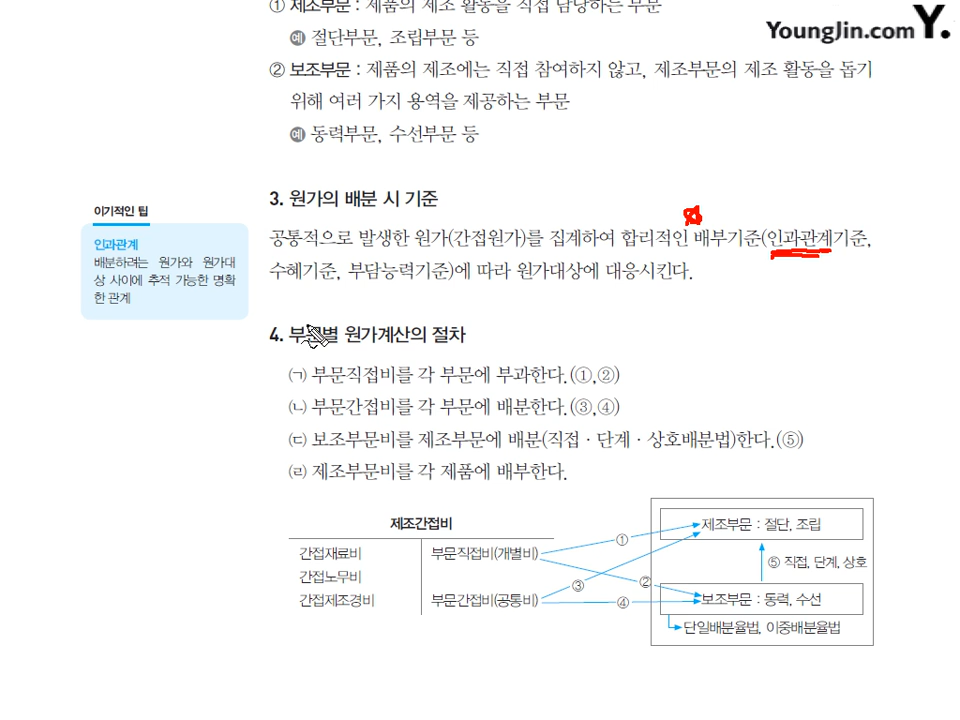 ① 제조부문 : 제품의 제조 활동을 직접 담당하는 부문
YoungJin.com Y.
예 절단부문, 조립부문 등
② 보조부문 : 제품의 제조에는 직접 참여하지 않고, 제조부문의 제조 활동을 돕기
위해 여러 가지 용역을 제공하는 부문
예 동력부문, 수선부문 등
3. 원가의 배분 시 기준
공통적으로 발생한 원가(간접원가)를 집계하여 합리적인 배부기준(인과관계기준,
수혜기준, 부담능력기준)에 따라 원가대상에 대응시킨다.
이기적인 팁
인과관계
배분하려는 원가와 원가대
상 사이에 추적 가능한 명확
한 관계
4. 부문별 원가계산의 절차
㈀ 부문직접비를 각 부문에 부과한다.(①,②)
㈁ 부문간접비를 각 부문에 배분한다.(③,④)
㈂ 보조부문비를 제조부문에 배분(직접 · 단계 · 상호배분법)한다.(⑤)
㈃ 제조부문비를 각 제품에 배부한다.
제조간접비
간접재료비
간접노무비
간접제조경비
부문직접비(개별비)
부문간접비(공통비)
①
②
③
④
제조부문 : 절단, 조립
⑤ 직접, 단계, 상호
보조부문 : 동력, 수선
단일배분율법, 이중배분율법